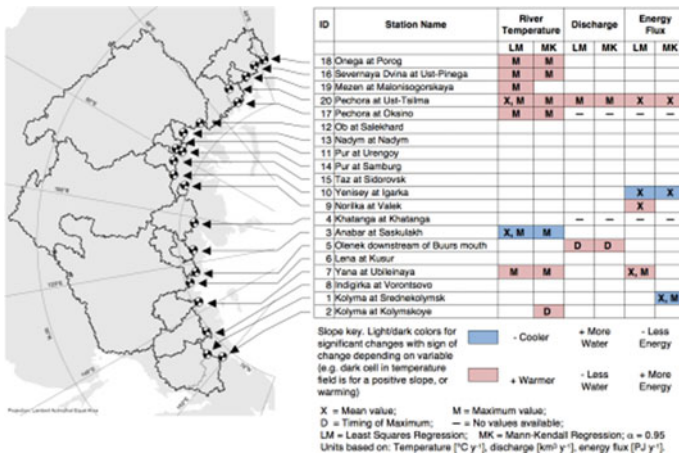 ID Station Name River Temperature Discharge Energy Flux
LM MK LM MK LM MK
18 Onega at Porog M M
16 Severnaya Dvina at Ust-Pinega M M
19 Mezen at Malonisogorskaya M
20 Pechora at Ust-Tsilma X, M M M M X X
17 Pechora at Oksino M M — — — —
12 Ob at Salekhard
13 Nadym at Nadym
11 Pur at Urengoy
14 Pur at Samburg
15 Taz at Sidorovsk
10 Yenisey at Igarka X X
9 Norilka at Valek X
4 Khatanga at Khatanga — — — —
3 Anabar at Saskulakh X, M M
5 Olenek downstream of Buurs mouth D D
6 Lena at Kusur
7 Yana at Ubileinaya M M X, M
8 Indigirka at Vorontsovo
1 Kolyma at Srednekolymsk X, M
2 Kolyma at Kolymskoye D
Slope key. Light/dark colors for
significant changes with sign of
change depending on variable
(e.g. dark cell in temperature
field is for a positive slope, or
warming)
- Cooler + More Water - Less Energy
+ Warmer - Less Water + More Energy
X = Mean value; M = Maximum value;
D = Timing of Maximum; — = No values available;
LM = Least Squares Regression; MK = Mann-Kendall Regression; α = 0.95
Units based on: Temperature [°C y⁻¹], discharge [km³ y⁻¹], energy flux [PJ y⁻¹].
Projection: Lambert Azimuthal Equal Area